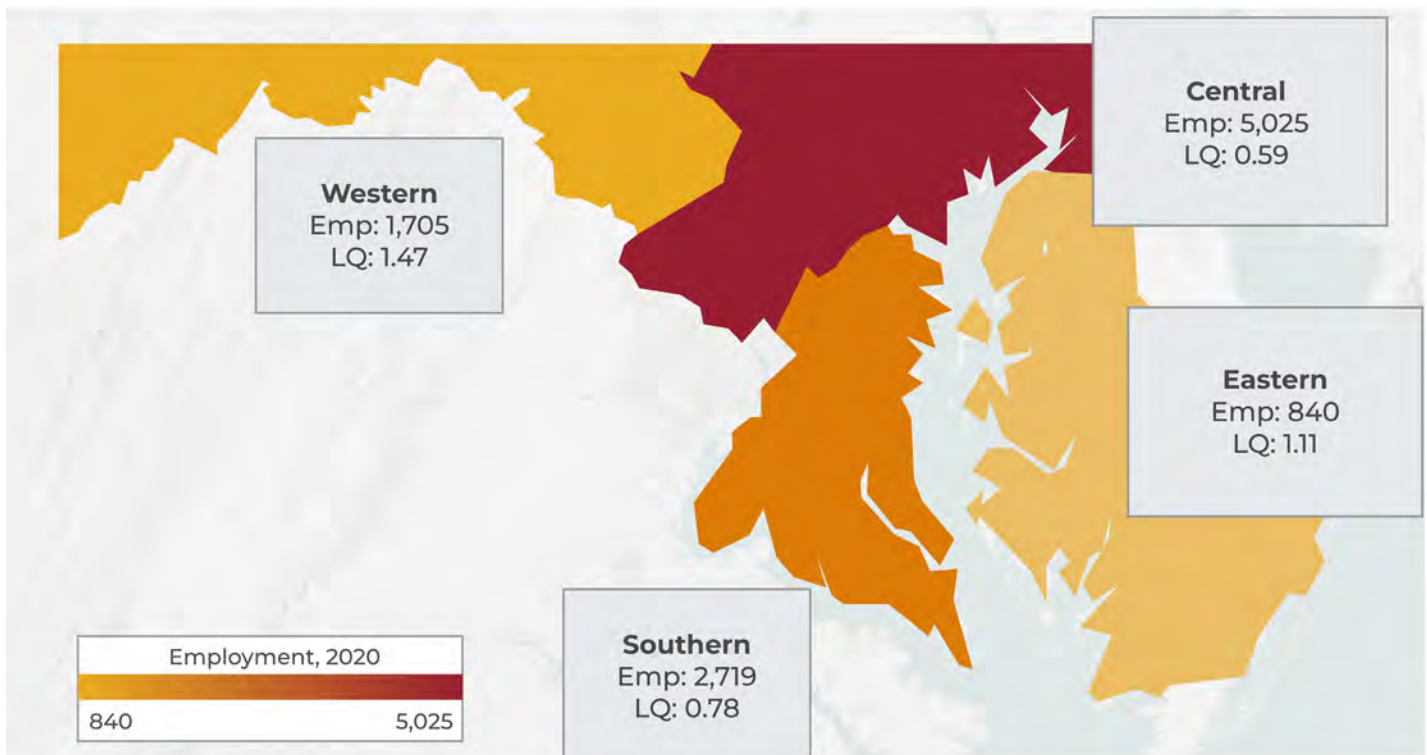 Central
Emp: 5,025
LQ: 0.59
Western
Emp: 1,705
LQ: 1.47
Eastern
Emp: 840
LQ: 1.11
Southern
Emp: 2,719
LQ: 0.78
Employment, 2020
840 5,025